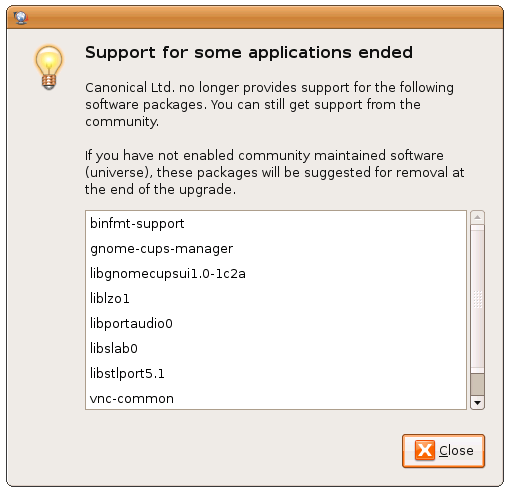 Support for some applications ended
Canonical Ltd. no longer provides support for the following
software packages. You can still get support from the
community.
If you have not enabled community maintained software
(universe), these packages will be suggested for removal at
the end of the upgrade.
binfmt-support
gnome-cups-manager
libgnomecupsui1.0-1c2a
liblzo1
libportaudio0
libslab0
libstlport5.1
vnc-common
Close